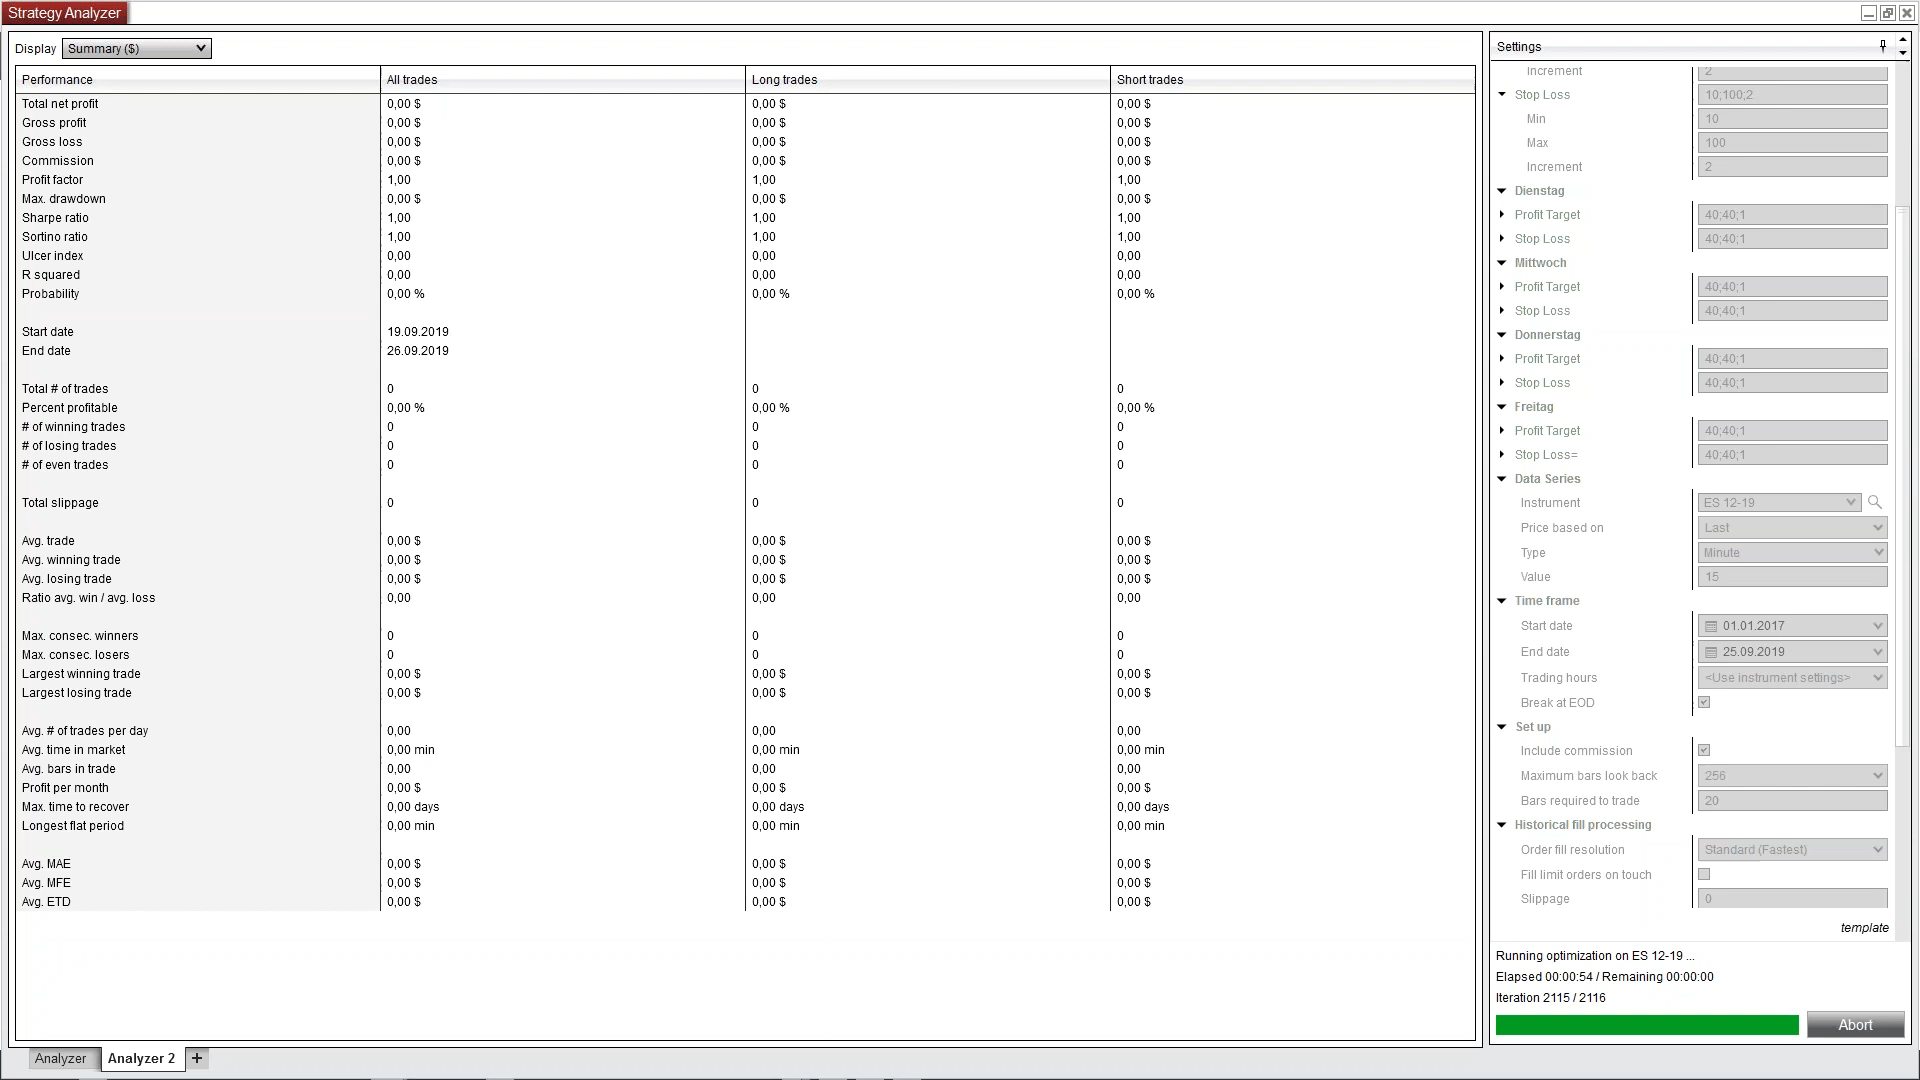 Strategy Analyzer
Display Summary ($)
Performance All trades Long trades Short trades
Total net profit 0,00 $ 0,00 $ 0,00 $
Gross profit 0,00 $ 0,00 $ 0,00 $
Gross loss 0,00 $ 0,00 $ 0,00 $
Commission 0,00 $ 0,00 $ 0,00 $
Profit factor 1,00 1,00 1,00
Max. drawdown 0,00 $ 0,00 $ 0,00 $
Sharpe ratio 1,00 1,00 1,00
Sortino ratio 1,00 1,00 1,00
Ulcer index 0,00 0,00 0,00
R squared 0,00 0,00 0,00
Probability 0,00 % 0,00 % 0,00 %
Start date 19.09.2019
End date 26.09.2019
Total # of trades 0 0 0
Percent profitable 0,00 % 0,00 % 0,00 %
# of winning trades 0 0 0
# of losing trades 0 0 0
# of even trades 0 0 0
Total slippage 0 0 0
Avg. trade 0,00 $ 0,00 $ 0,00 $
Avg. winning trade 0,00 $ 0,00 $ 0,00 $
Avg. losing trade 0,00 $ 0,00 $ 0,00 $
Ratio avg. win / avg. loss 0,00 0,00 0,00
Max. consec. winners 0 0 0
Max. consec. losers 0 0 0
Largest winning trade 0,00 $ 0,00 $ 0,00 $
Largest losing trade 0,00 $ 0,00 $ 0,00 $
Avg. # of trades per day 0,00 0,00 0,00
Avg. time in market 0,00 min 0,00 min 0,00 min
Avg. bars in trade 0,00 0,00 0,00
Profit per month 0,00 $ 0,00 $ 0,00 $
Max. time to recover 0,00 days 0,00 days 0,00 days
Longest flat period 0,00 min 0,00 min 0,00 min
Avg. MAE 0,00 $ 0,00 $ 0,00 $
Avg. MFE 0,00 $ 0,00 $ 0,00 $
Avg. ETD 0,00 $ 0,00 $ 0,00 $
Analyzer Analyzer 2 +
Settings
Increment 2
Stop Loss 10;100;2
Min 10
Max 100
Increment 2
Dienstag
Profit Target 40;40;1
Stop Loss 40;40;1
Mittwoch
Profit Target 40;40;1
Stop Loss 40;40;1
Donnerstag
Profit Target 40;40;1
Stop Loss 40;40;1
Freitag
Profit Target 40;40;1
Stop Loss= 40;40;1
Data Series
Instrument ES 12-19
Price based on Last
Type Minute
Value 15
Time frame
Start date 01.01.2017
End date 25.09.2019
Trading hours <Use instrument settings>
Break at EOD
Set up
Include commission
Maximum bars look back 256
Bars required to trade 20
Historical fill processing
Order fill resolution Standard (Fastest)
Fill limit orders on touch
Slippage 0
template
Running optimization on ES 12-19 ...
Elapsed 00:00:54 / Remaining 00:00:00
Iteration 2115 / 2116
Abort